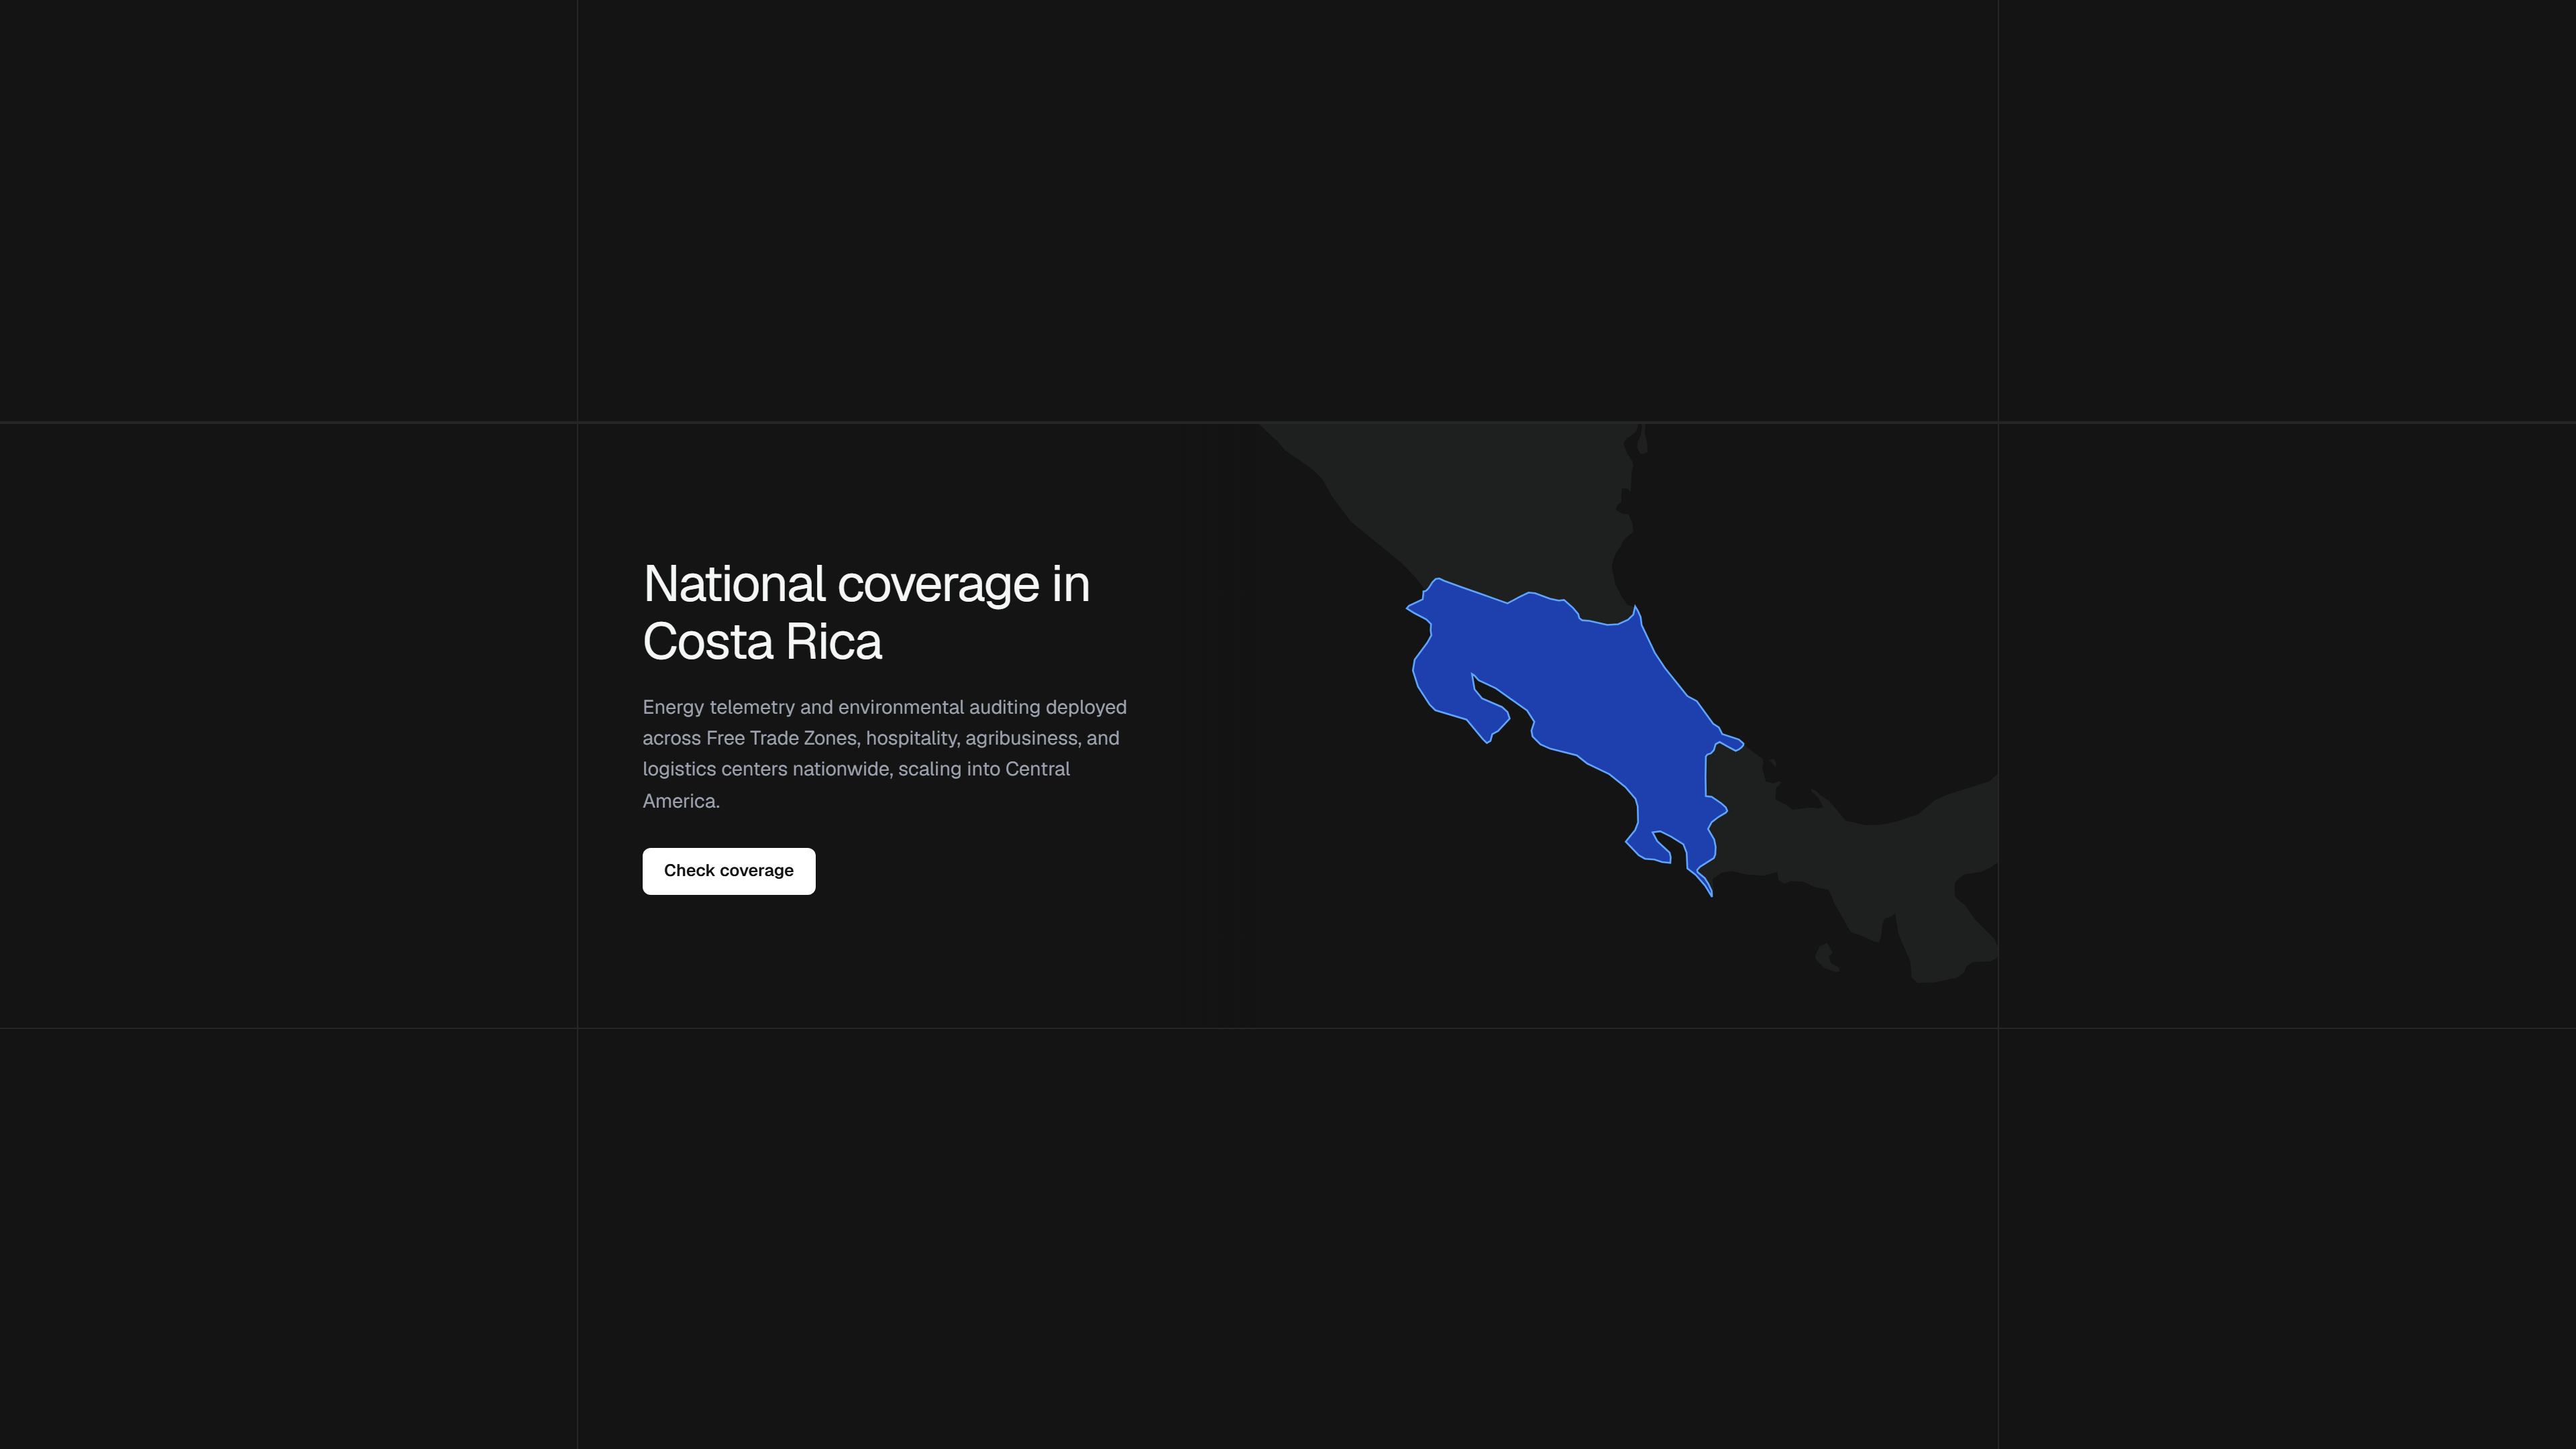 National coverage in
Costa Rica
Energy telemetry and environmental auditing deployed
across Free Trade Zones, hospitality, agribusiness, and
logistics centers nationwide, scaling into Central
America.
Check coverage